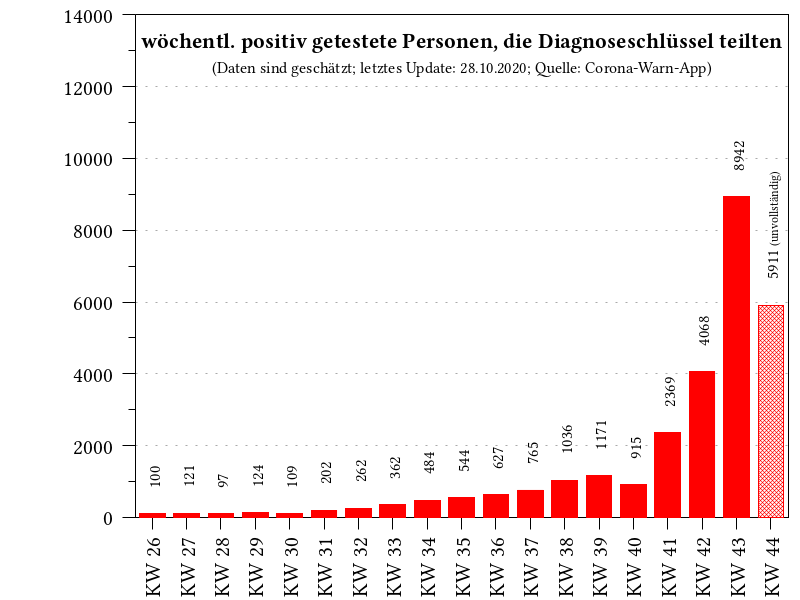 wöchentl. positiv getestete Personen, die Diagnoseschlüssel teilten
(Daten sind geschätzt; letztes Update: 28.10.2020; Quelle: Corona-Warn-App)
14000
12000
10000
8000
6000
4000
2000
0
100
121
97
124
109
202
262
362
484
544
627
765
1036
1171
915
2369
4068
8942
5911 (unvollständig)
KW 26
KW 27
KW 28
KW 29
KW 30
KW 31
KW 32
KW 33
KW 34
KW 35
KW 36
KW 37
KW 38
KW 39
KW 40
KW 41
KW 42
KW 43
KW 44